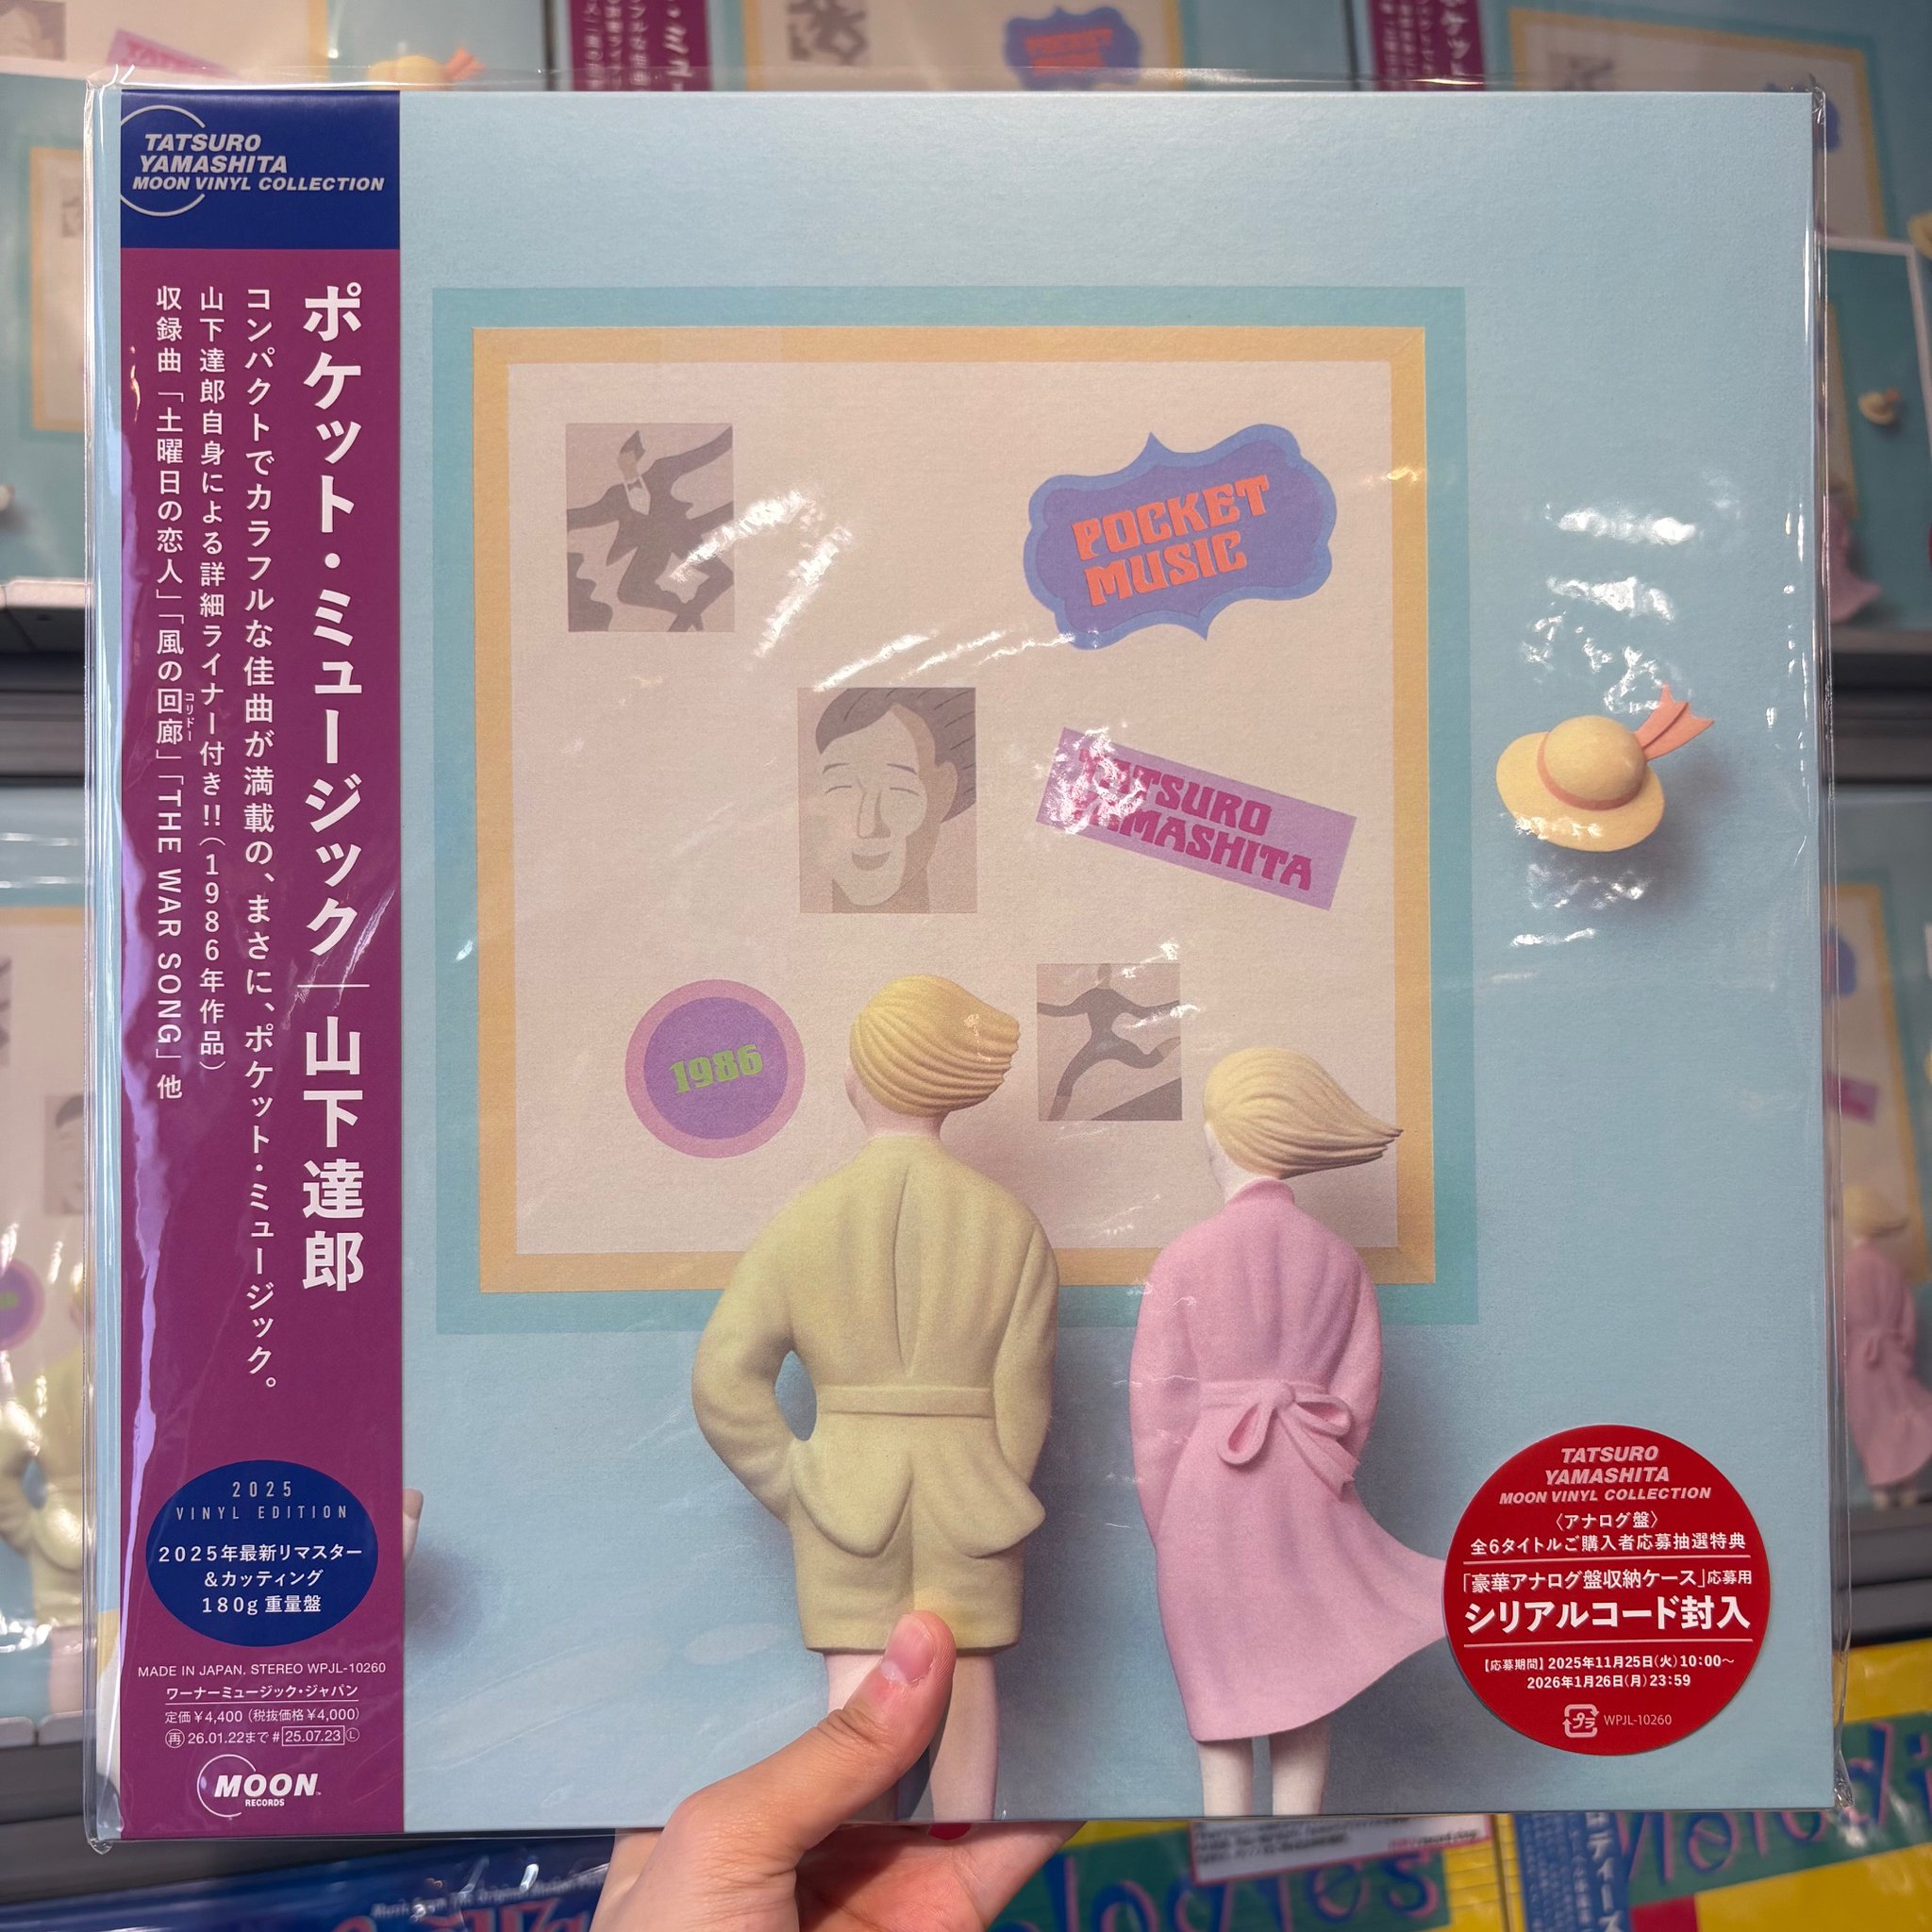 TATSURO
YAMASHITA
MOON VINYL COLLECTION
ポケット・ミュージック|山下達郎
コンパクトでカラフルな佳曲が満載の、まさに、ポケット・ミュージック。
山下達郎自身による詳細ライナー付き!!(1986年作品)
収録曲「土曜日の恋人」「風の回廊」「THE WAR SONG」他
コリドー
2025
VINYL EDITION
2025年最新リマスター
&カッティング
180g 重量盤
MADE IN JAPAN. STEREO WPJL-10260
ワーナーミュージック・ジャパン
定価¥4,400(税抜価格¥4,000)
再 26.01.22まで # 25.07.23 L
MOON
RECORDS
POCKET
MUSIC
TATSURO
YAMASHITA
1986
TATSURO
YAMASHITA
MOON VINYL COLLECTION
〈アナログ盤〉
全6タイトルご購入者応募抽選特典
「豪華アナログ盤収納ケース」応募用
シリアルコード封入
【応募期間】2025年11月25日(火)10:00〜
2026年1月26日(月)23:59
プラ WPJL-10260
POCKET